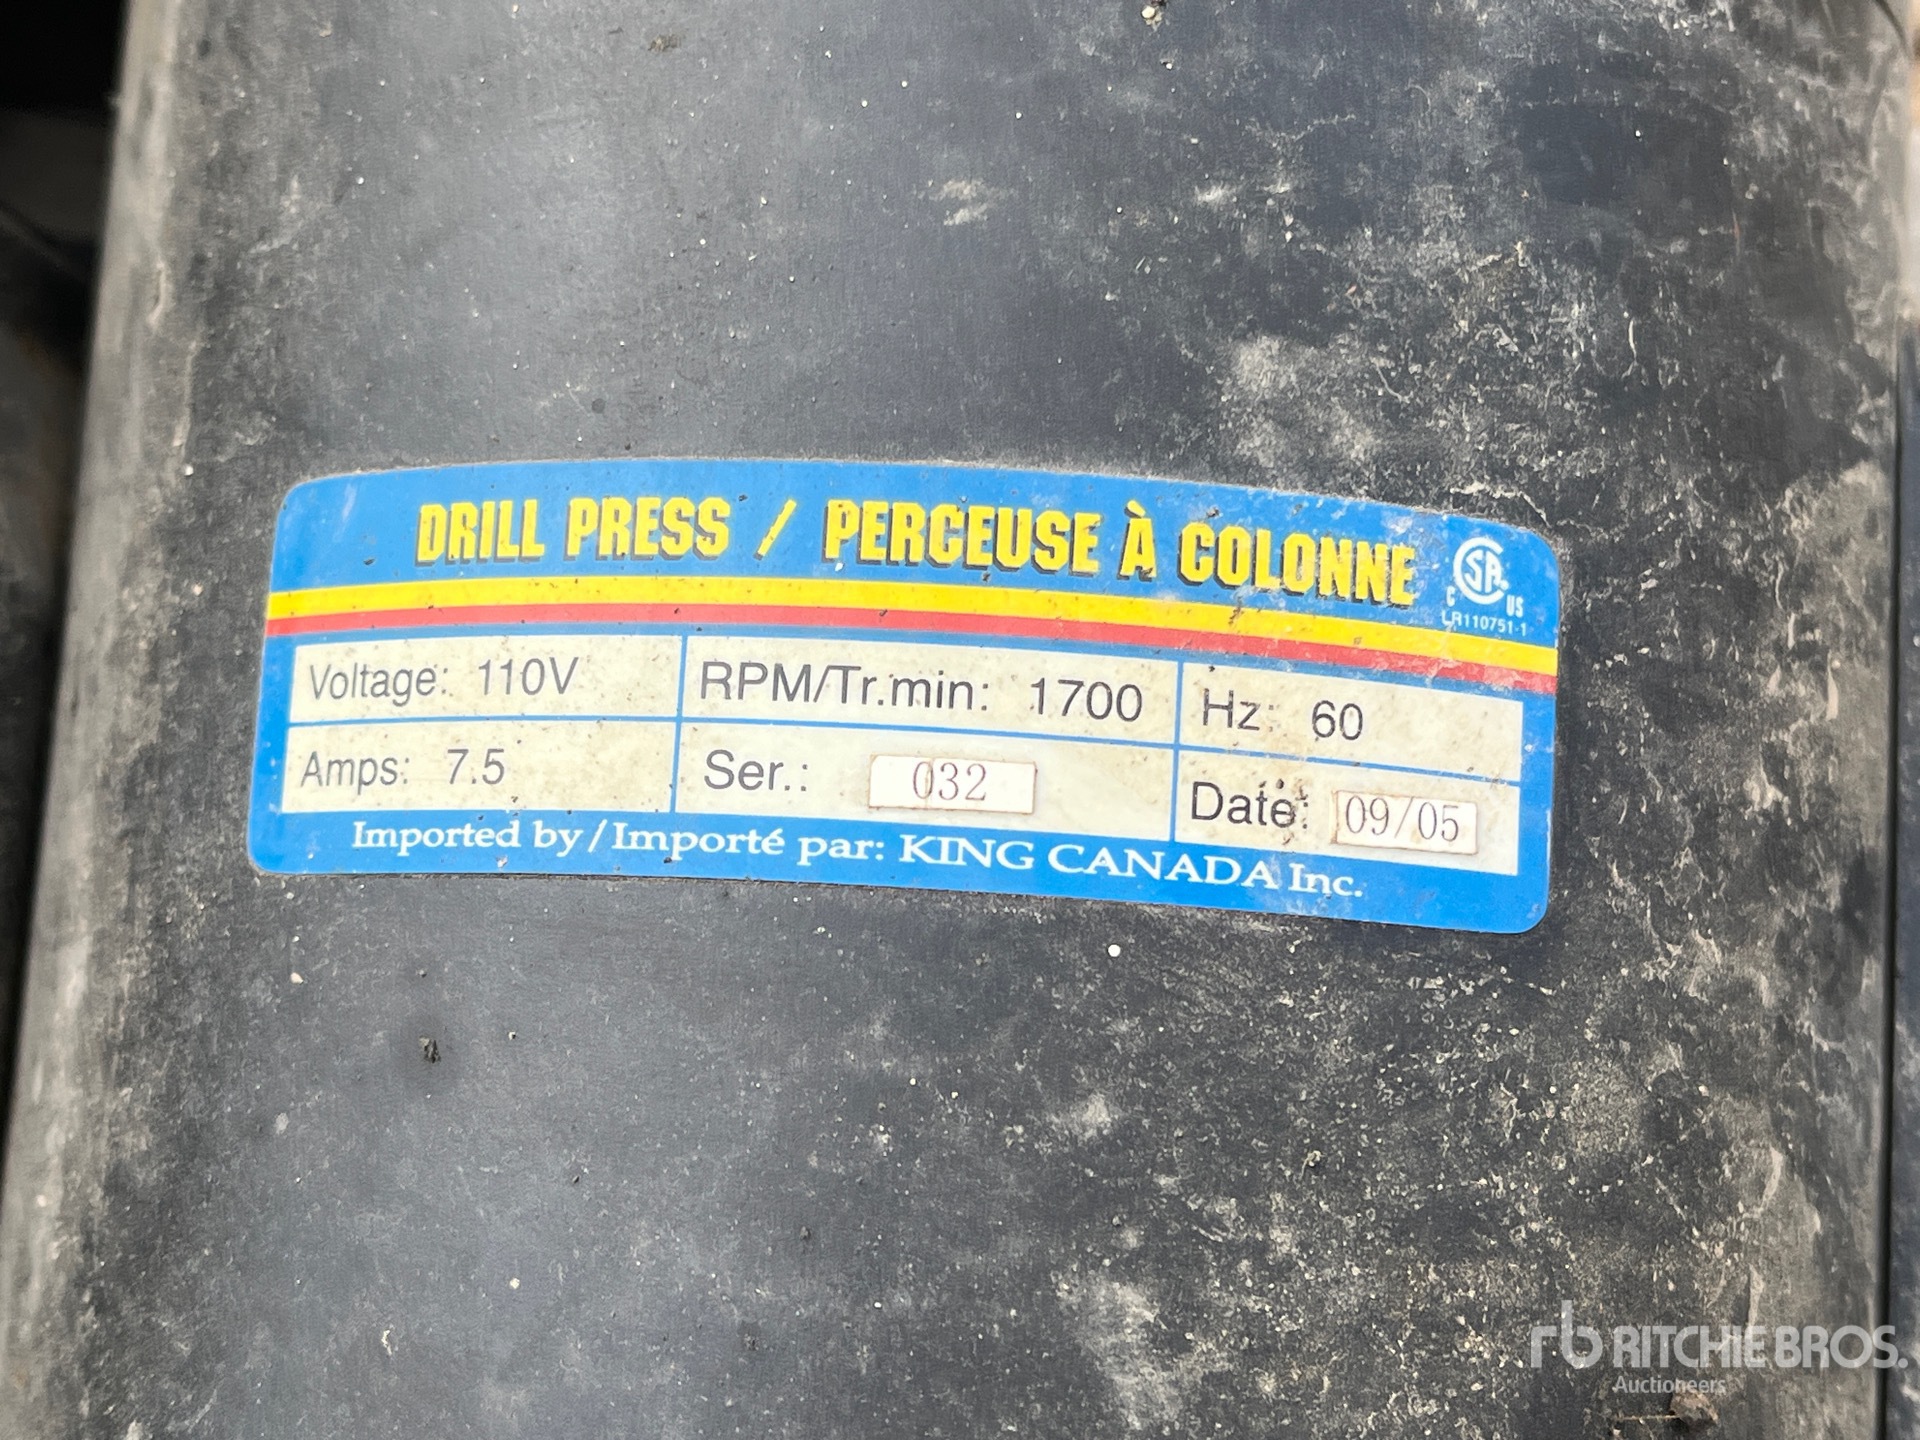 DRILL PRESS / PERCEUSE À COLONNE
CSA
C US
LR110751-1
Voltage: 110V RPM/Tr.min: 1700 Hz: 60
Amps: 7.5 Ser.: 032 Date: 09/05
Imported by / Importé par: KING CANADA Inc.
rb RITCHIE BROS.
Auctioneers